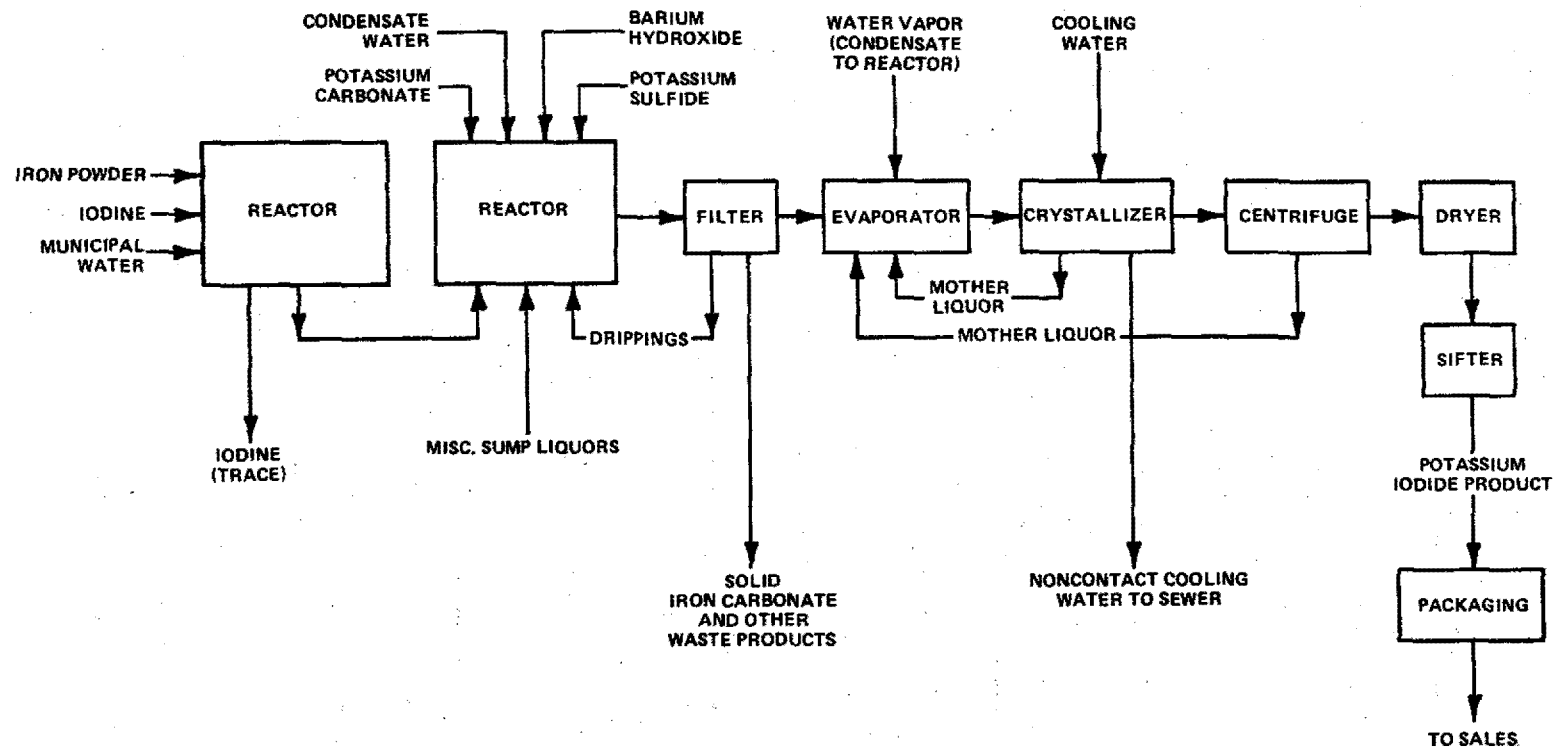 CONDENSATE
WATER
BARIUM
HYDROXIDE
WATER VAPOR
(CONDENSATE
TO REACTOR)
COOLING
WATER
POTASSIUM
CARBONATE
POTASSIUM
SULFIDE
IRON POWDER
IODINE
MUNICIPAL
WATER
REACTOR
REACTOR
FILTER
EVAPORATOR
CRYSTALLIZER
CENTRIFUGE
DRYER
MOTHER
LIQUOR
DRIPPINGS
MOTHER LIQUOR
SIFTER
IODINE
(TRACE)
MISC. SUMP LIQUORS
POTASSIUM
IODIDE PRODUCT
SOLID
IRON CARBONATE
AND OTHER
WASTE PRODUCTS
NONCONTACT COOLING
WATER TO SEWER
PACKAGING
TO SALES